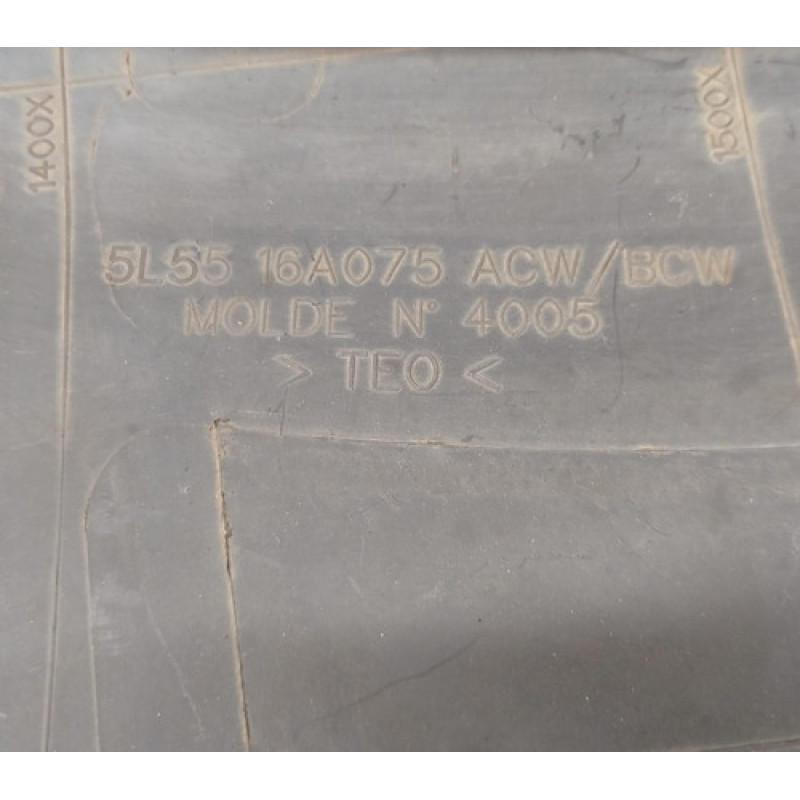 1400X
1500X
5L55 16A075 ACW/BCW
MOLDE N° 4005
> TEO <